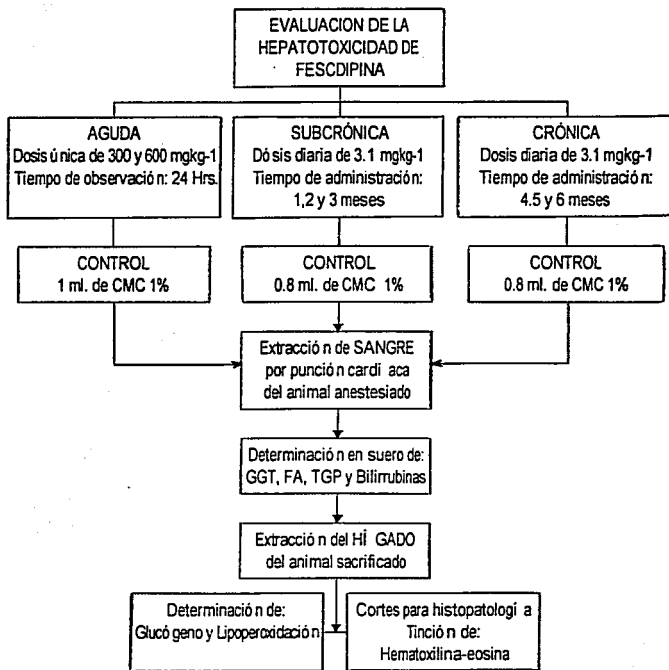 EVALUACION DE LA
HEPATOTOXICIDAD DE
FESCDIPINA
AGUDA
Dosis única de 300 y 600 mgkg-1
Tiempo de observación: 24 Hrs.
SUBCRÓNICA
Dósis diaria de 3.1 mgkg-1
Tiempo de administración:
1,2 y 3 meses
CRÓNICA
Dosis diaria de 3.1 mgkg-1
Tiempo de administración:
4.5 y 6 meses
CONTROL
1 ml. de CMC 1%
CONTROL
0.8 ml. de CMC 1%
CONTROL
0.8 ml. de CMC 1%
Extracción de SANGRE
por punción cardiaca
del animal anestesiado
Determinación en suero de:
GGT, FA, TGP y Bilirrubinas
Extracción del HÍGADO
del animal sacrificado
Determinación de:
Glucógeno y Lipoperoxidación
Cortes para histopatología
Tinción de:
Hematoxilina-eosina